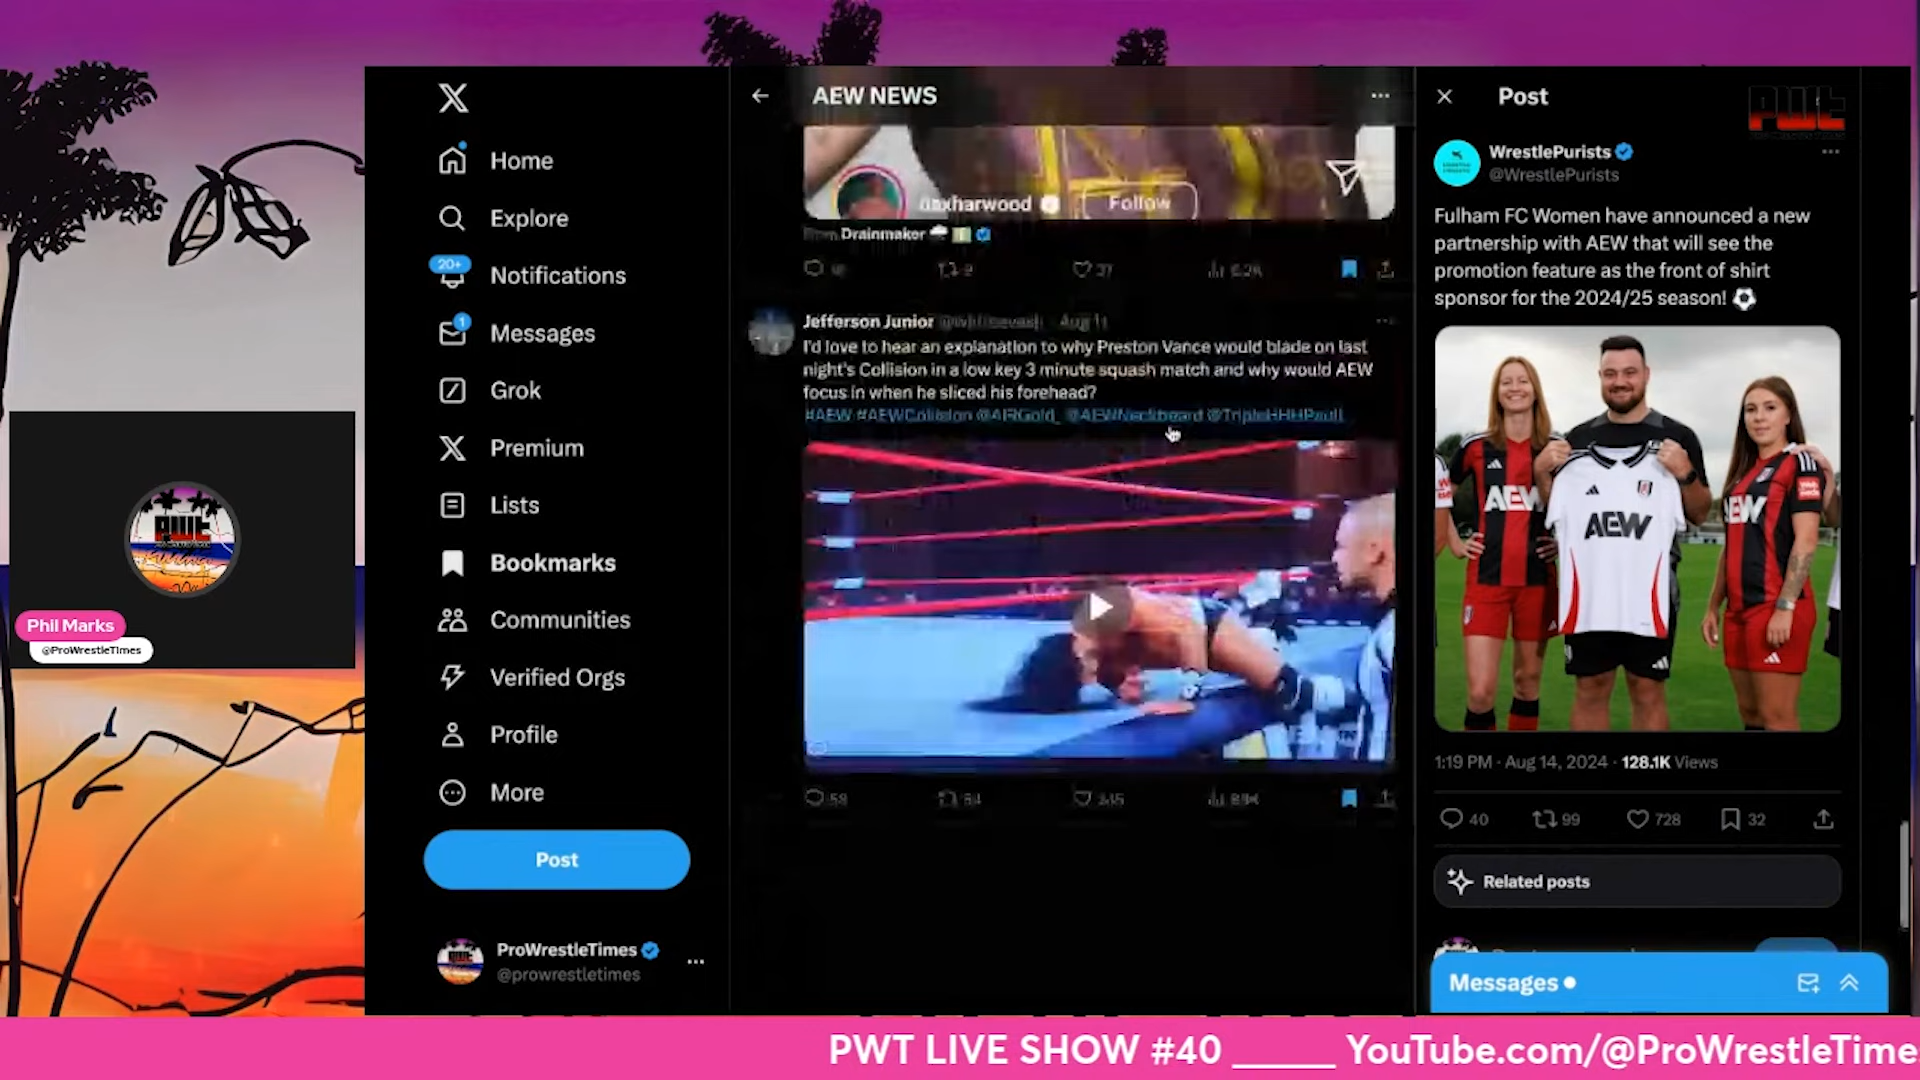 Home
Explore
20+
Notifications
1
Messages
Grok
Premium
Lists
Bookmarks
Communities
Verified Orgs
Profile
More
Post
ProWrestleTimes
@prowrestletimes
PWT
Phil Marks
@ProWrestleTimes
AEW NEWS
Follow
Drainmaker
Jefferson Junior
Aug 11
I'd love to hear an explanation to why Preston Vance would blade on last
night's Collision in a low key 3 minute squash match and why would AEW
focus in when he sliced his forehead?
#AEW #AEWCollision
Post
PWT
WrestlePurists
@WrestlePurists
Fulham FC Women have announced a new
partnership with AEW that will see the
promotion feature as the front of shirt
sponsor for the 2024/25 season!
AEW
AEW
AEW
1:19 PM · Aug 14, 2024 · 128.1K Views
40 99 728 32
Related posts
Messages
PWT LIVE SHOW #40 _____ YouTube.com/@ProWrestleTime